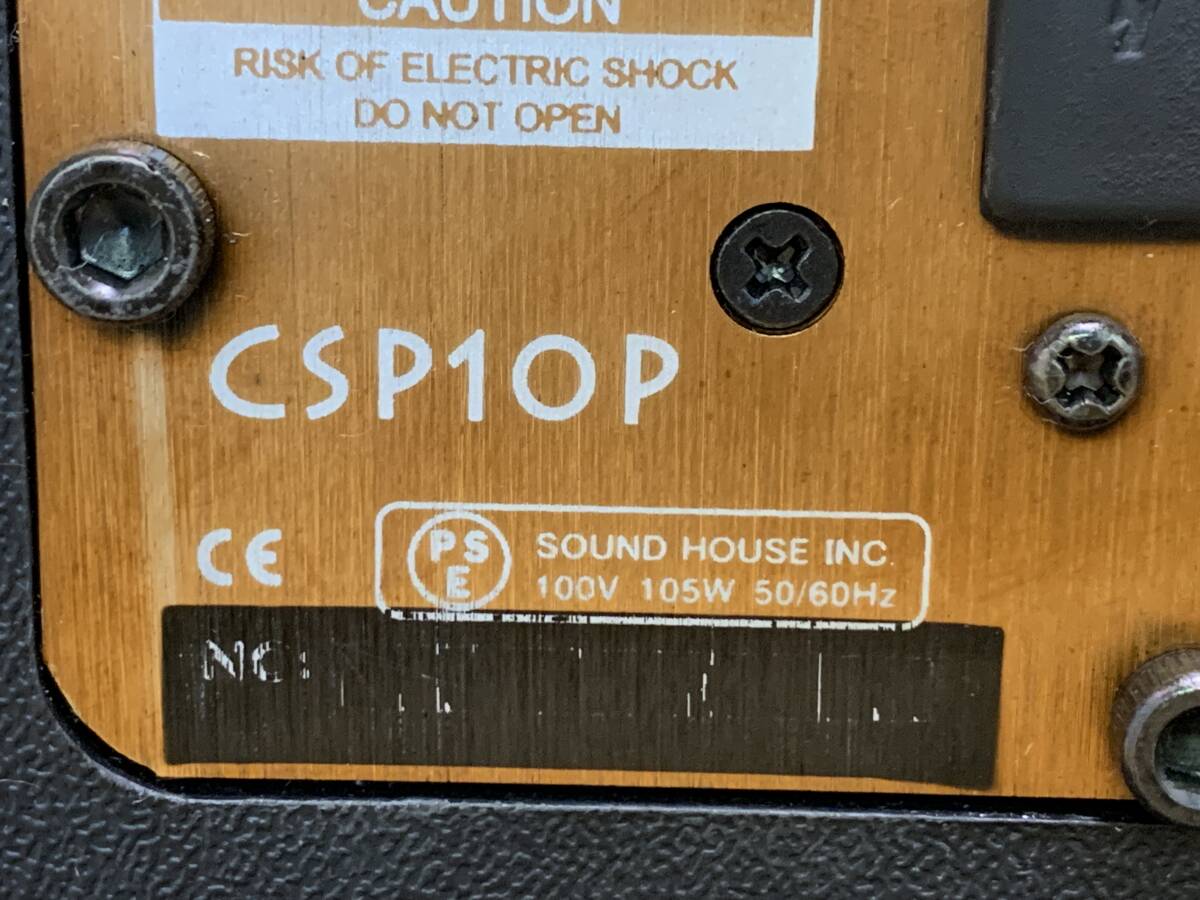 CAUTION
RISK OF ELECTRIC SHOCK
DO NOT OPEN
CSP10P
CE
PS
E
SOUND HOUSE INC.
100V 105W 50/60Hz
NO: